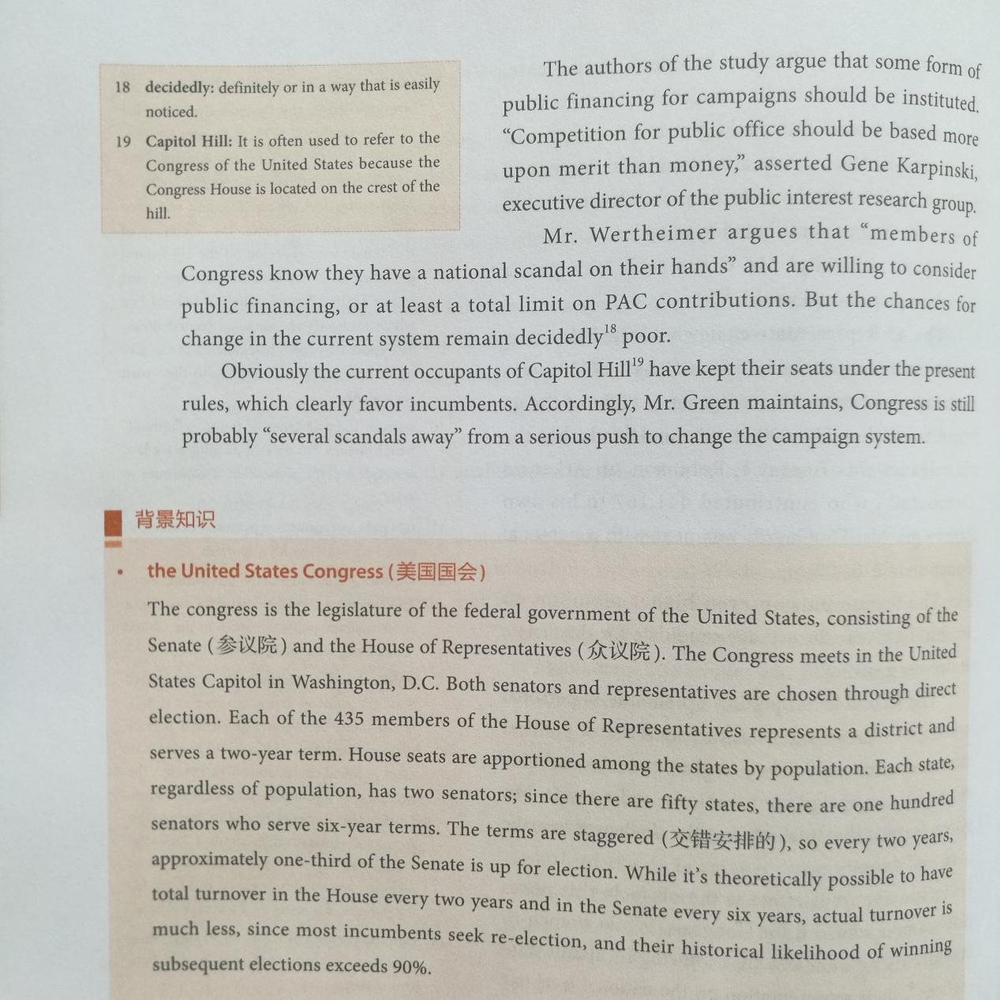 18 decidedly: definitely or in a way that is easily
noticed.
19 Capitol Hill: It is often used to refer to the
Congress of the United States because the
Congress House is located on the crest of the
hill.
The authors of the study argue that some form of
public financing for campaigns should be instituted.
“Competition for public office should be based more
upon merit than money,” asserted Gene Karpinski,
executive director of the public interest research group.
Mr. Wertheimer argues that “members of
Congress know they have a national scandal on their hands” and are willing to consider
public financing, or at least a total limit on PAC contributions. But the chances for
change in the current system remain decidedly18 poor.
Obviously the current occupants of Capitol Hill19 have kept their seats under the present
rules, which clearly favor incumbents. Accordingly, Mr. Green maintains, Congress is still
probably “several scandals away” from a serious push to change the campaign system.
背景知识
• the United States Congress (美国国会)
The congress is the legislature of the federal government of the United States, consisting of the
Senate (参议院) and the House of Representatives (众议院). The Congress meets in the United
States Capitol in Washington, D.C. Both senators and representatives are chosen through direct
election. Each of the 435 members of the House of Representatives represents a district and
serves a two-year term. House seats are apportioned among the states by population. Each state,
regardless of population, has two senators; since there are fifty states, there are one hundred
senators who serve six-year terms. The terms are staggered (交错安排的), so every two years,
approximately one-third of the Senate is up for election. While it’s theoretically possible to have
total turnover in the House every two years and in the Senate every six years, actual turnover is
much less, since most incumbents seek re-election, and their historical likelihood of winning
subsequent elections exceeds 90%.